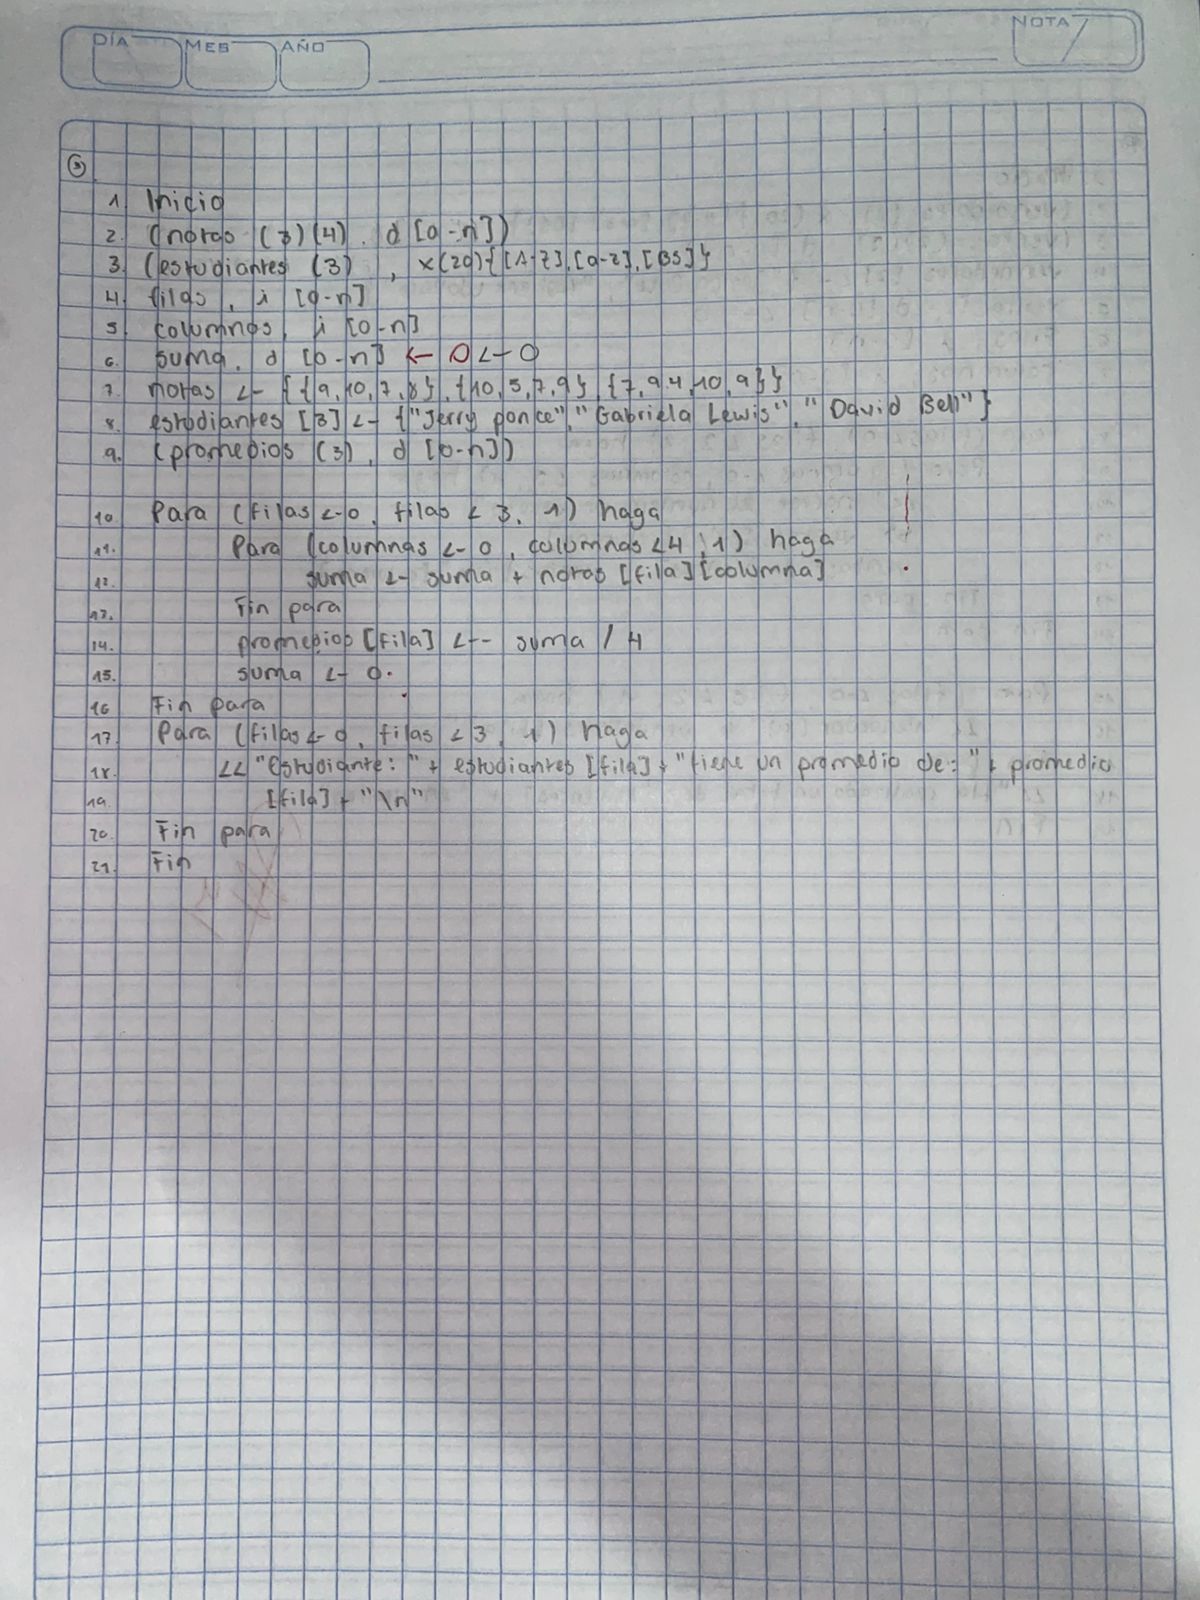 DÍA MES AÑO NOTA
3
1. Inicio
2. (notas (3)(4), d [0-n])
3. (estudiantes (3) , x(20){[A-Z],[a-z],[BS]}
4. filas, i [0-n]
5. columnas, i [0-n]
6. suma, d [0-n] <- 0 <- 0
7. notas <- {{9,10,7,8},{10,5,7,9},{7,9.4,10,9}}
8. estudiantes [3] <- {"Jerry ponce", "Gabriela Lewis", "David Bell"}
9. (promedios (3), d [0-n])
10. Para (filas <-0, filas < 3, 1) haga
11. Para (columnas <- 0, columnas <4, 1) haga
12. suma <- suma + notas [fila][columna]
13. Fin para
14. promedios [fila] <-- suma / 4
15. suma <- 0.
16 Fin para
17 Para (filas <- 0, filas < 3, 1) haga
18. << "Estudiante: " + estudiantes [fila] + "tiene un promedio de: " + promedio
19. [fila] + "\n"
20. Fin para
21. Fin